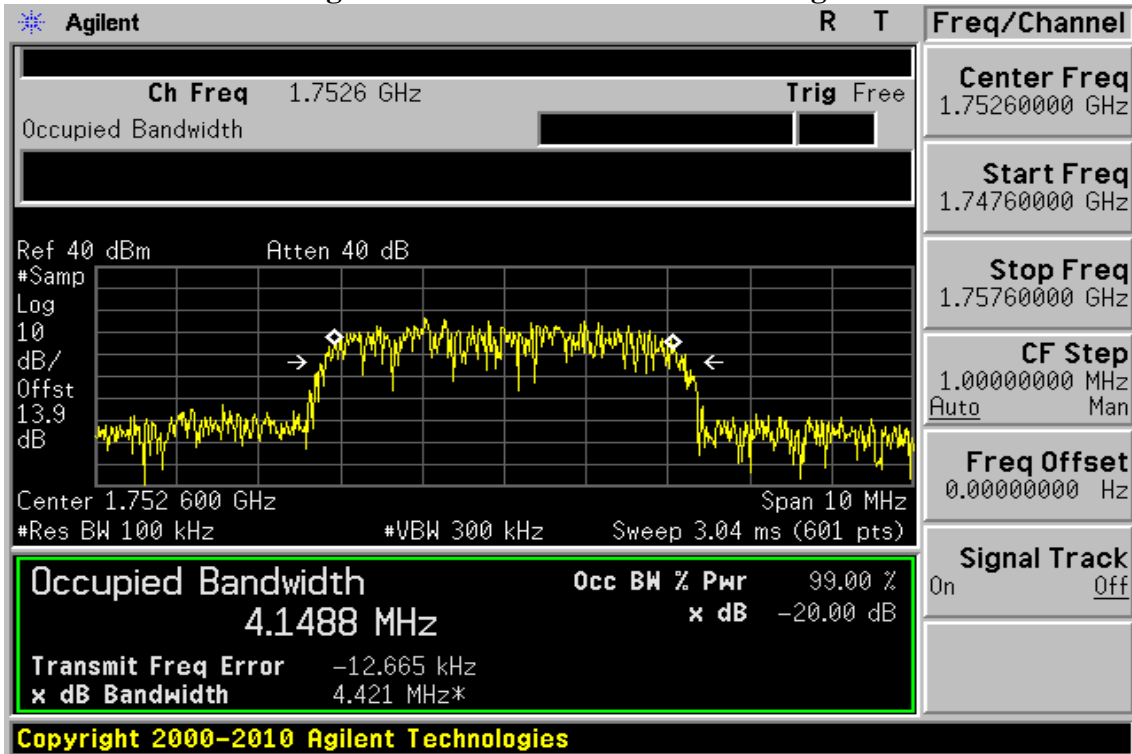 Agilent R T
Freq/Channel
Ch Freq 1.7526 GHz Trig Free
Occupied Bandwidth
Center Freq
1.75260000 GHz
Start Freq
1.74760000 GHz
Stop Freq
1.75760000 GHz
CF Step
1.00000000 MHz
Auto Man
Freq Offset
0.00000000 Hz
Signal Track
On Off
Ref 40 dBm Atten 40 dB
#Samp
Log
10
dB/
Offst
13.9
dB
Center 1.752 600 GHz Span 10 MHz
#Res BW 100 kHz #VBW 300 kHz Sweep 3.04 ms (601 pts)
Occupied Bandwidth Occ BW % Pwr 99.00 %
4.1488 MHz x dB -20.00 dB
Transmit Freq Error -12.665 kHz
x dB Bandwidth 4.421 MHz*
Copyright 2000-2010 Agilent Technologies